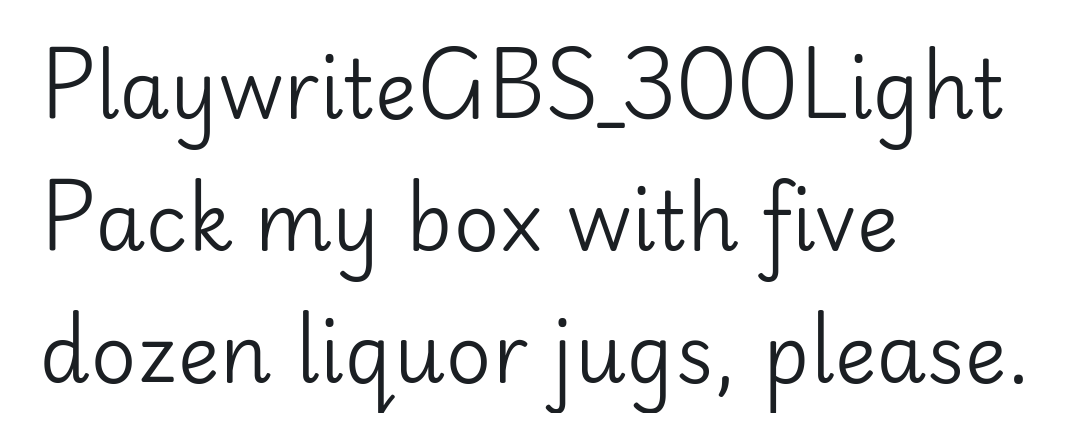 PlaywriteGBS_300Light
Pack my box with five
dozen liquor jugs, please.